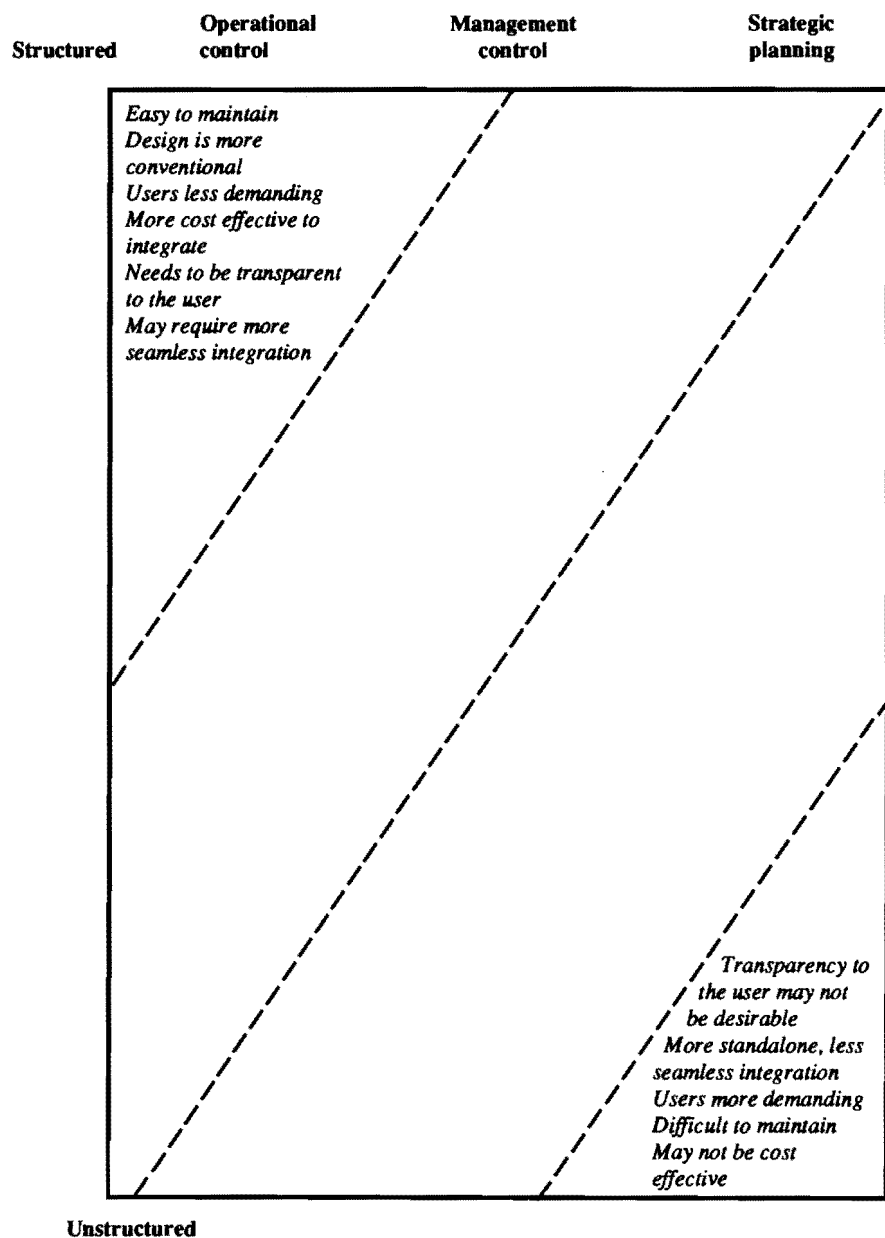 Structured
Operational
control
Management
control
Strategic
planning
Easy to maintain
Design is more
conventional
Users less demanding
More cost effective to
integrate
Needs to be transparent
to the user
May require more
seamless integration
Transparency to
the user may not
be desirable
More standalone, less
seamless integration
Users more demanding
Difficult to maintain
May not be cost
effective
Unstructured